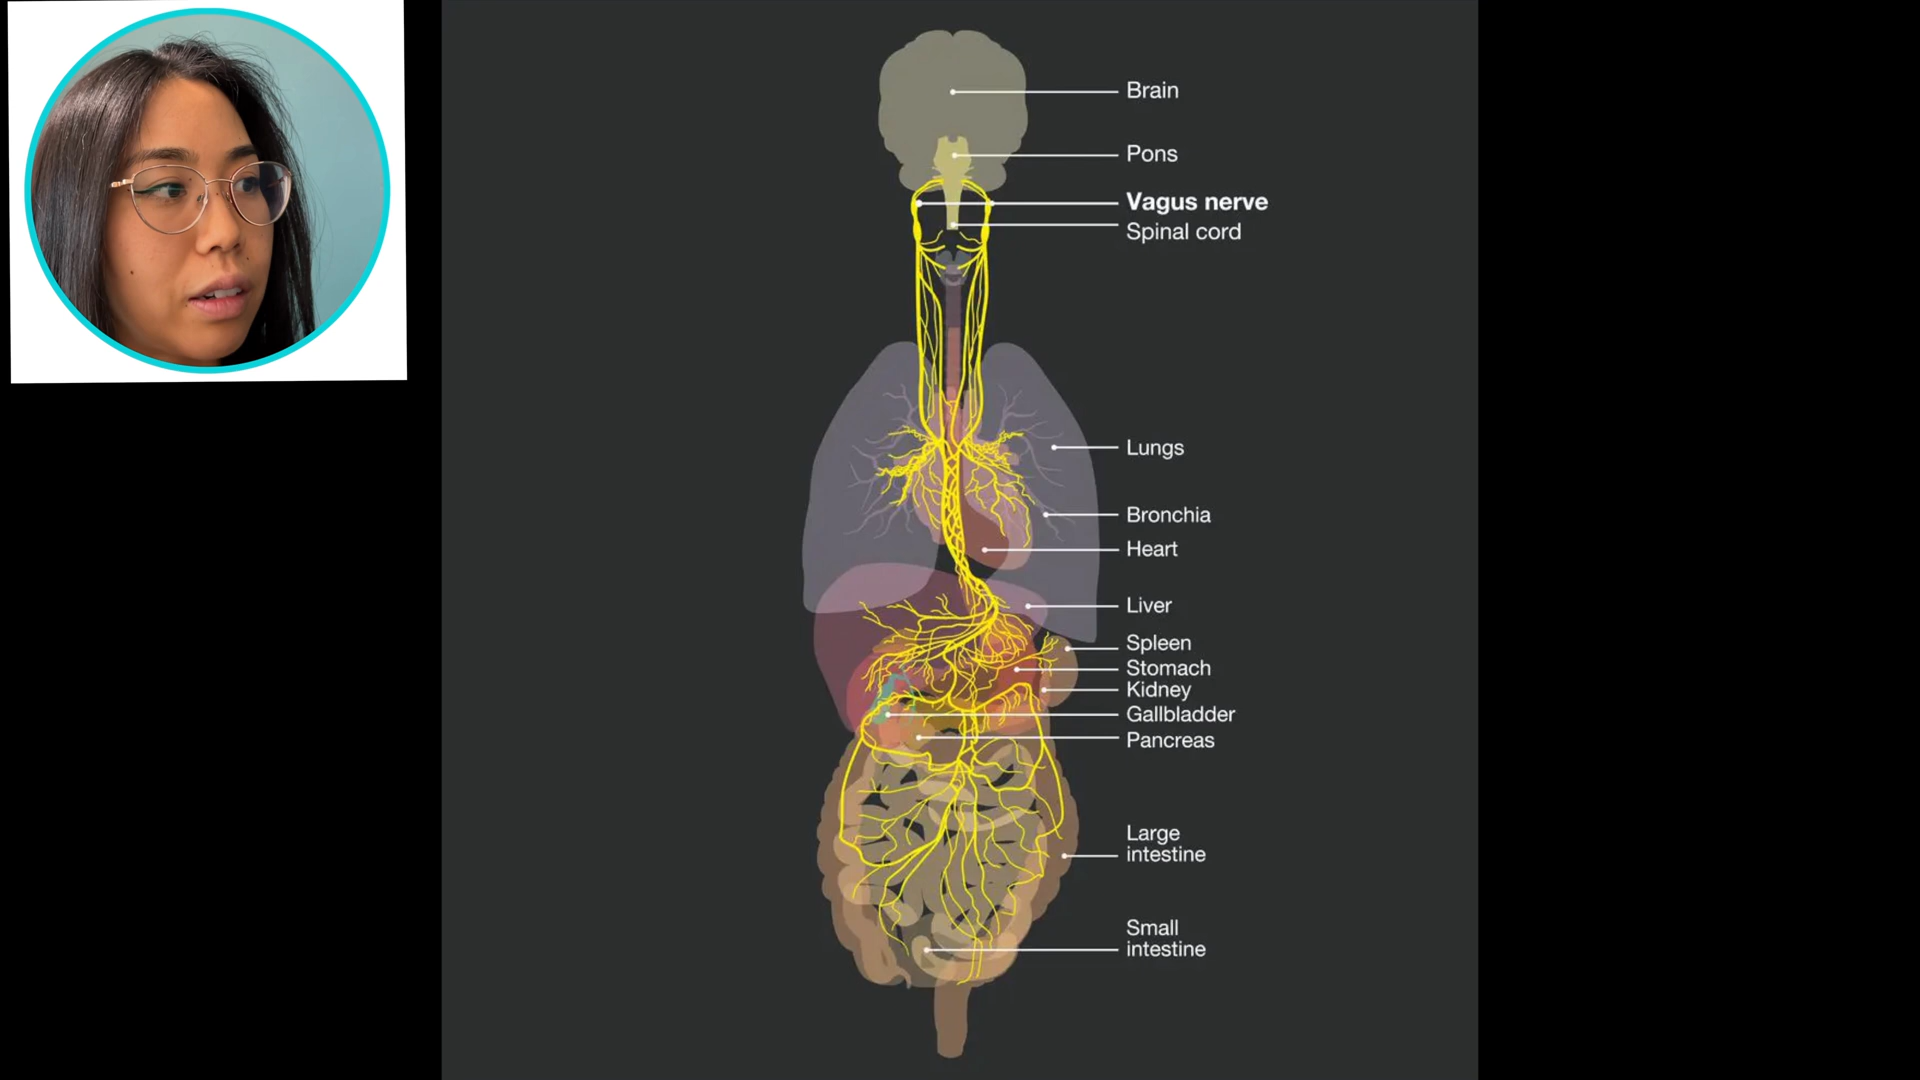 Brain
Pons
Vagus nerve
Spinal cord
Lungs
Bronchia
Heart
Liver
Spleen
Stomach
Kidney
Gallbladder
Pancreas
Large
intestine
Small
intestine